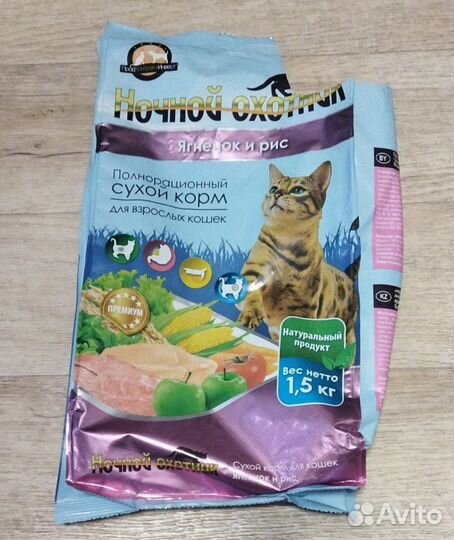 ПродКонтрактИнвест
Ночной охотник
Ягненок и рис
Полнорационный
сухой корм
для взрослых кошек
ПРЕМИУМ
Натуральный
продукт
Вес нетто
1,5 кг
Ночной охотник
Сухой корм для кошек
Ягненок и рис
BY
KZ
Avito